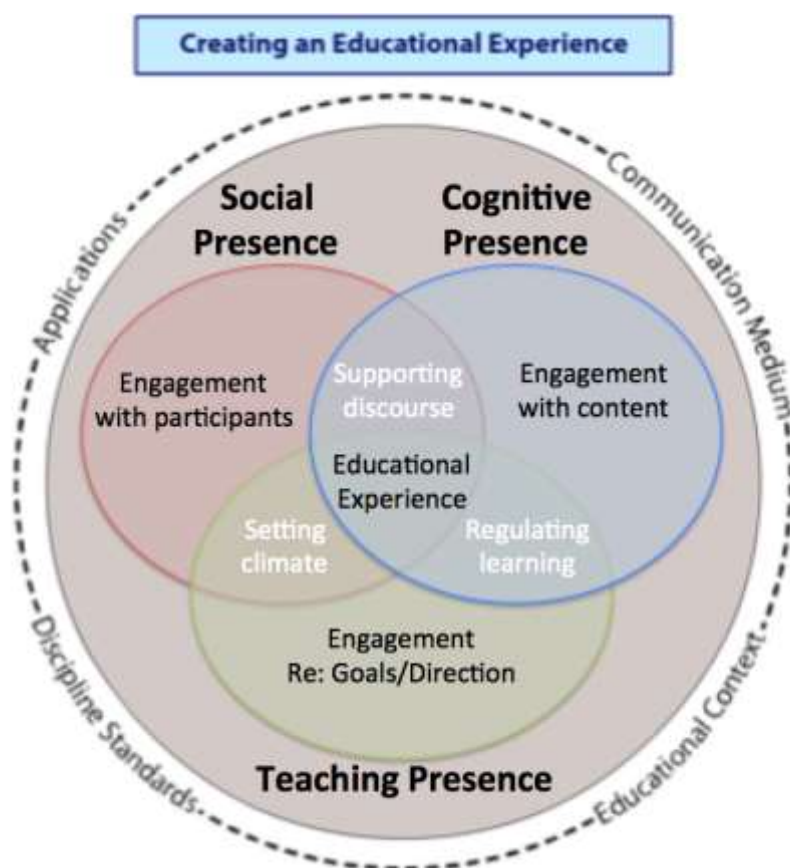 Creating an Educational Experience
Applications
Communication Medium
Social
Presence
Cognitive
Presence
Engagement
with participants
Supporting
discourse
Engagement
with content
Educational
Experience
Setting
climate
Regulating
learning
Engagement
Re: Goals/Direction
Teaching Presence
Discipline Standards
Educational Context